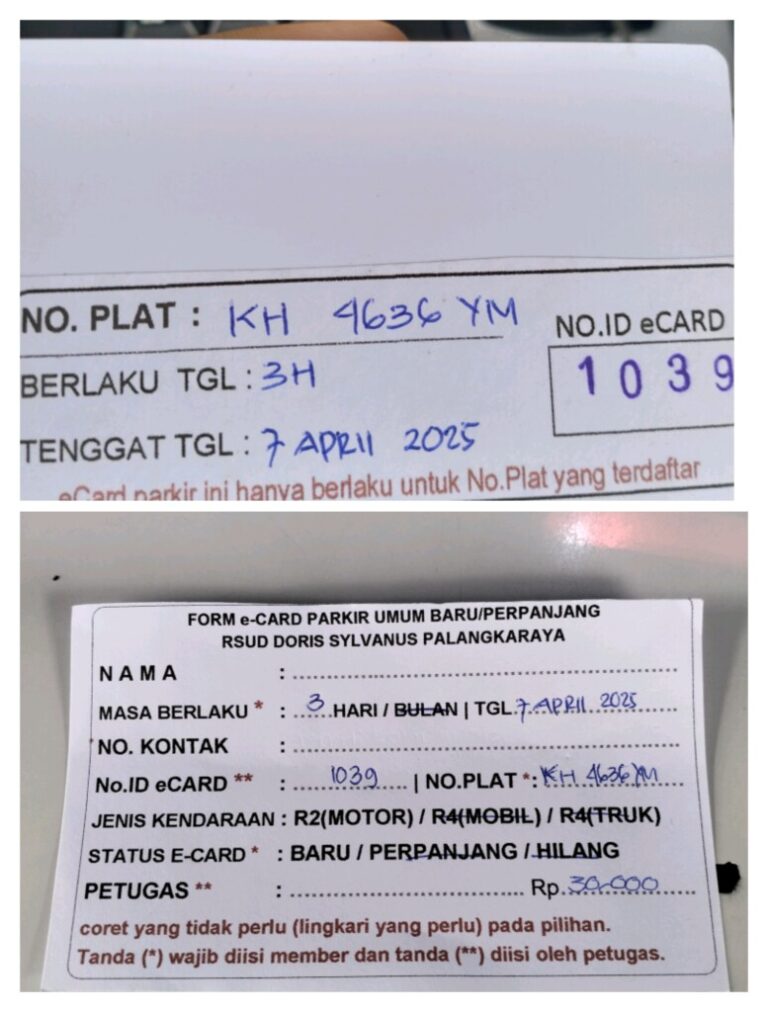 NO. PLAT : KH 4636 YM
NO.ID eCARD
1039
BERLAKU TGL : 3H
TENGGAT TGL : 7 APRIL 2025
eCard parkir ini hanya berlaku untuk No.Plat yang terdaftar
FORM e-CARD PARKIR UMUM BARU/PERPANJANG
RSUD DORIS SYLVANUS PALANGKARAYA
N A M A : ....................
MASA BERLAKU * : 3 HARI / BULAN | TGL 7 APRIL 2025
NO. KONTAK : ....................
No.ID eCARD ** : 1039 | NO.PLAT *: KH 4636 YM
JENIS KENDARAAN : R2(MOTOR) / R4(MOBIL) / R4(TRUK)
STATUS E-CARD * : BARU / PERPANJANG / HILANG
PETUGAS ** : .................... Rp. 30.000
coret yang tidak perlu (lingkari yang perlu) pada pilihan.
Tanda (*) wajib diisi member dan tanda (**) diisi oleh petugas.